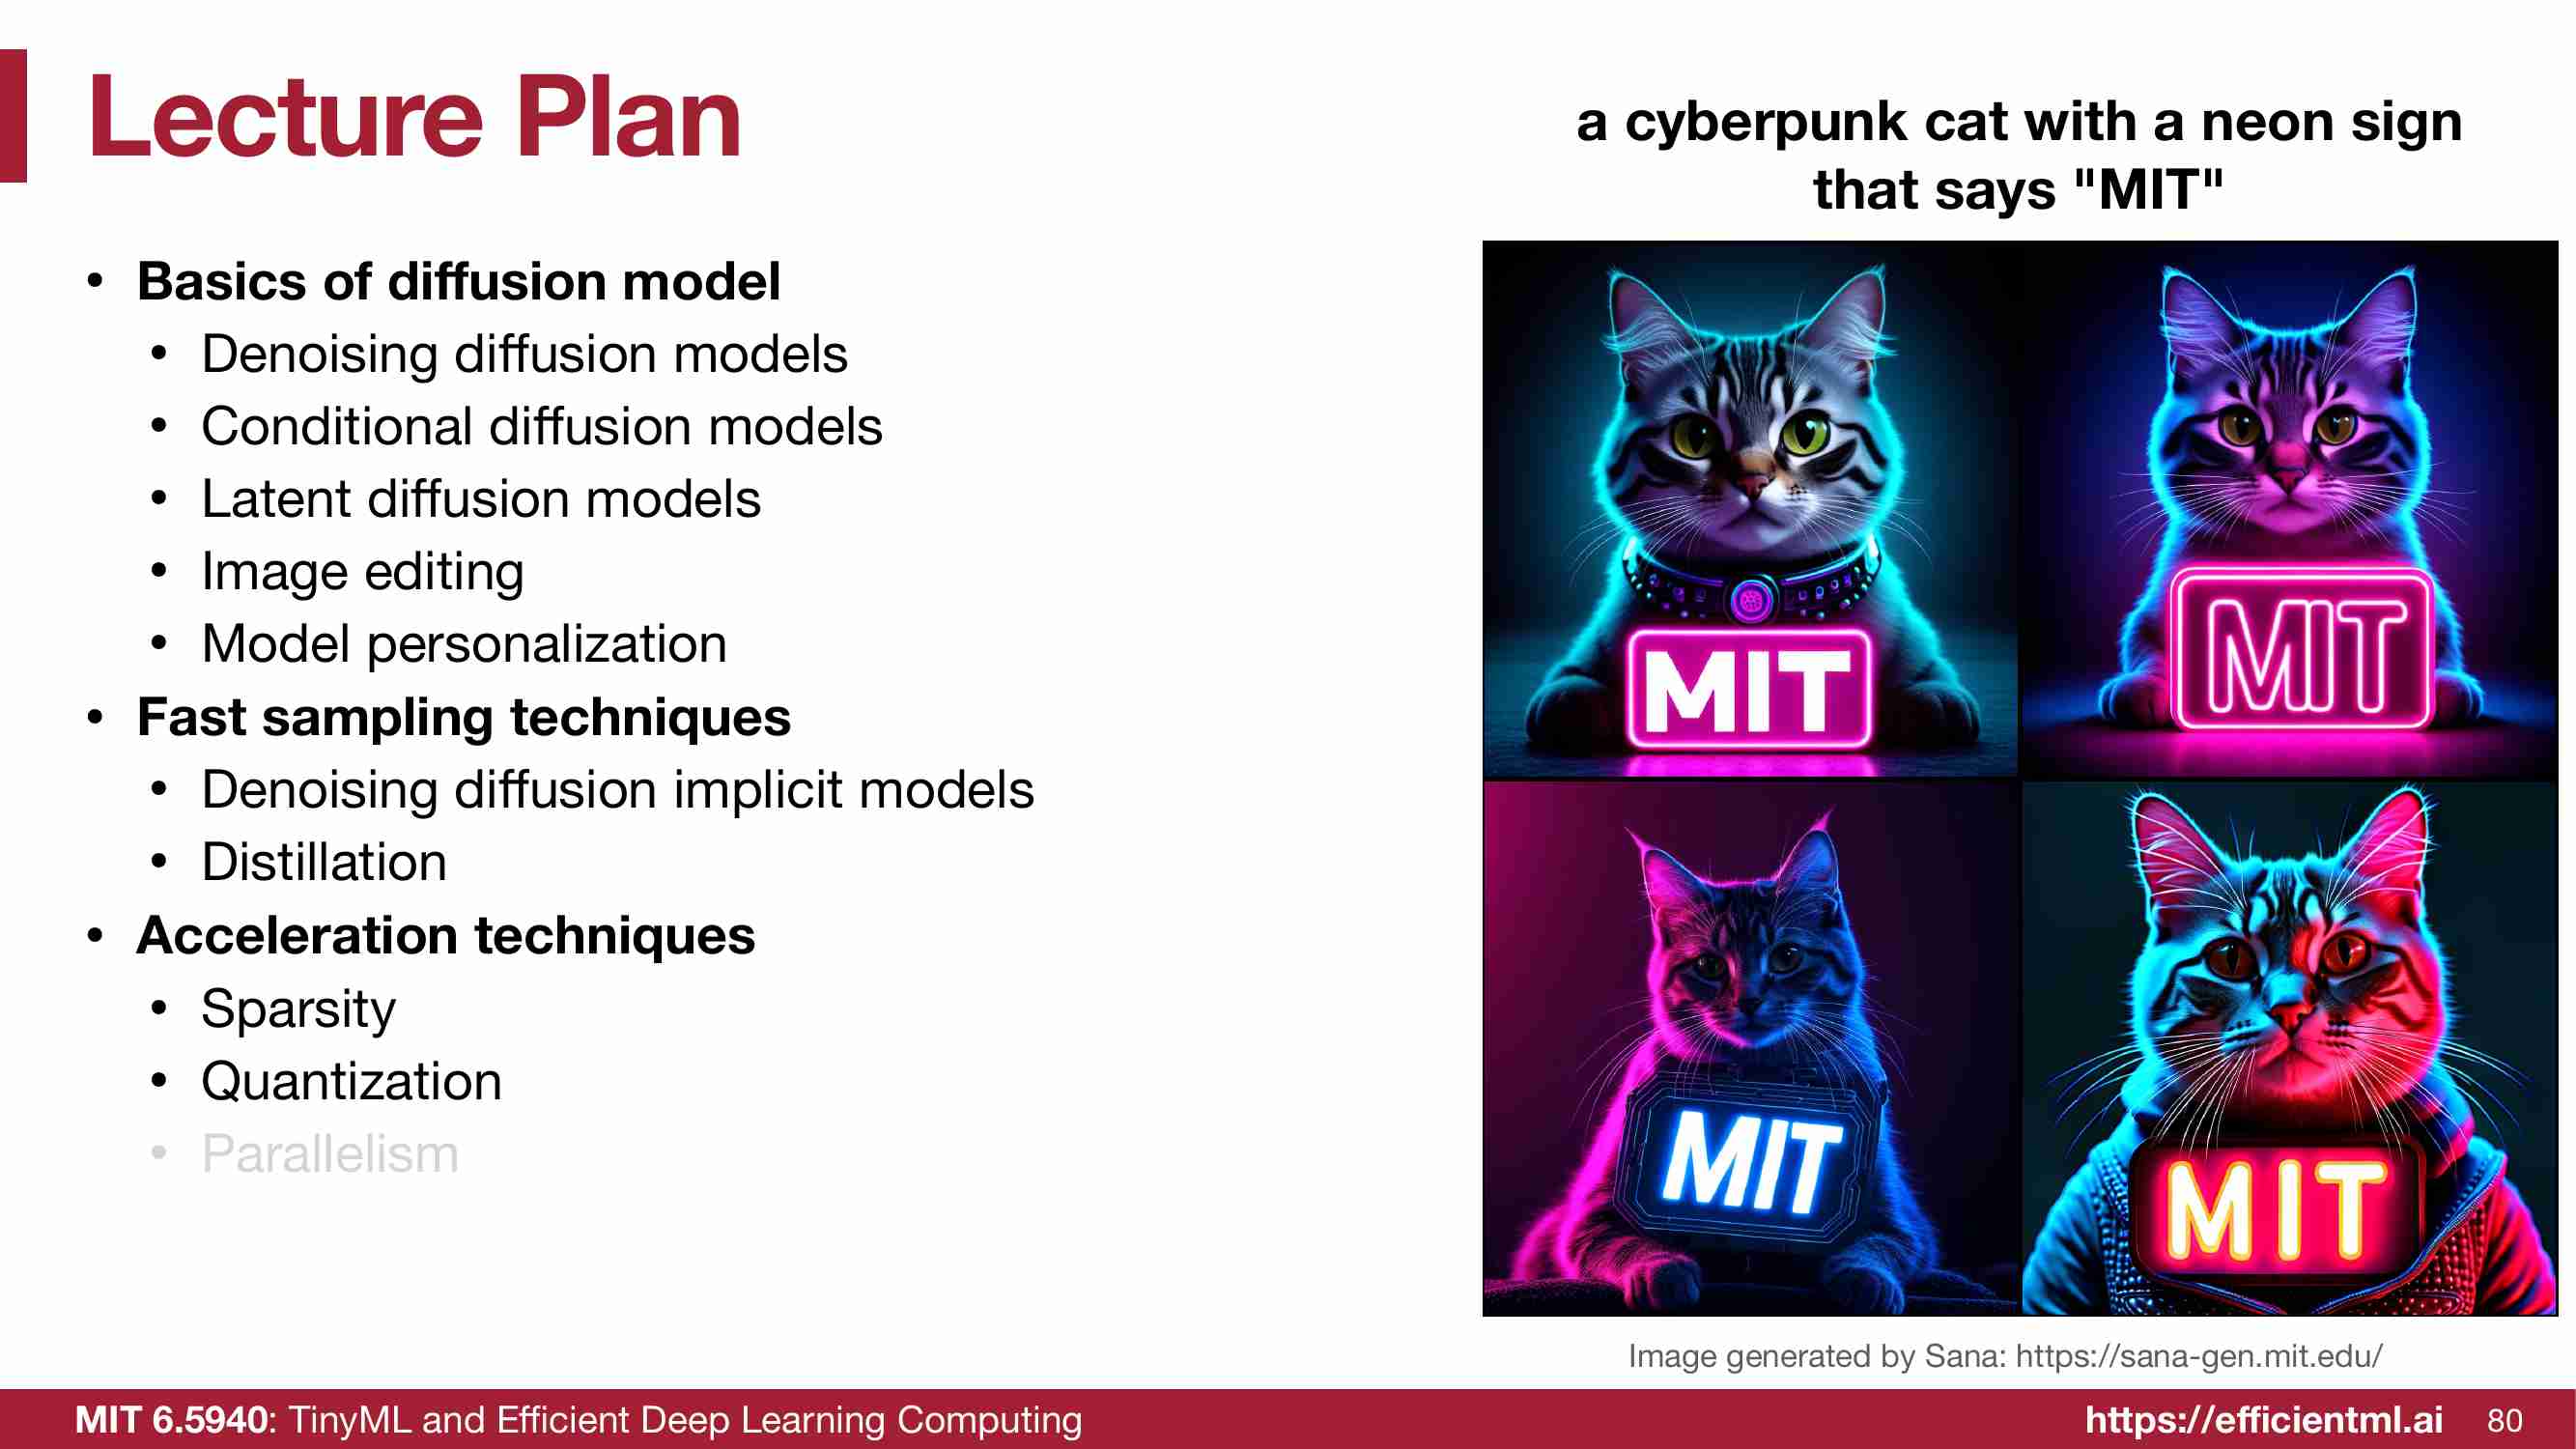 Lecture Plan
a cyberpunk cat with a neon sign
that says "MIT"
• Basics of diffusion model
• Denoising diffusion models
• Conditional diffusion models
• Latent diffusion models
• Image editing
• Model personalization
• Fast sampling techniques
• Denoising diffusion implicit models
• Distillation
• Acceleration techniques
• Sparsity
• Quantization
• Parallelism
MIT
MIT
MIT
MIT
Image generated by Sana: https://sana-gen.mit.edu/
MIT 6.5940: TinyML and Efficient Deep Learning Computing
https://efficientml.ai 80